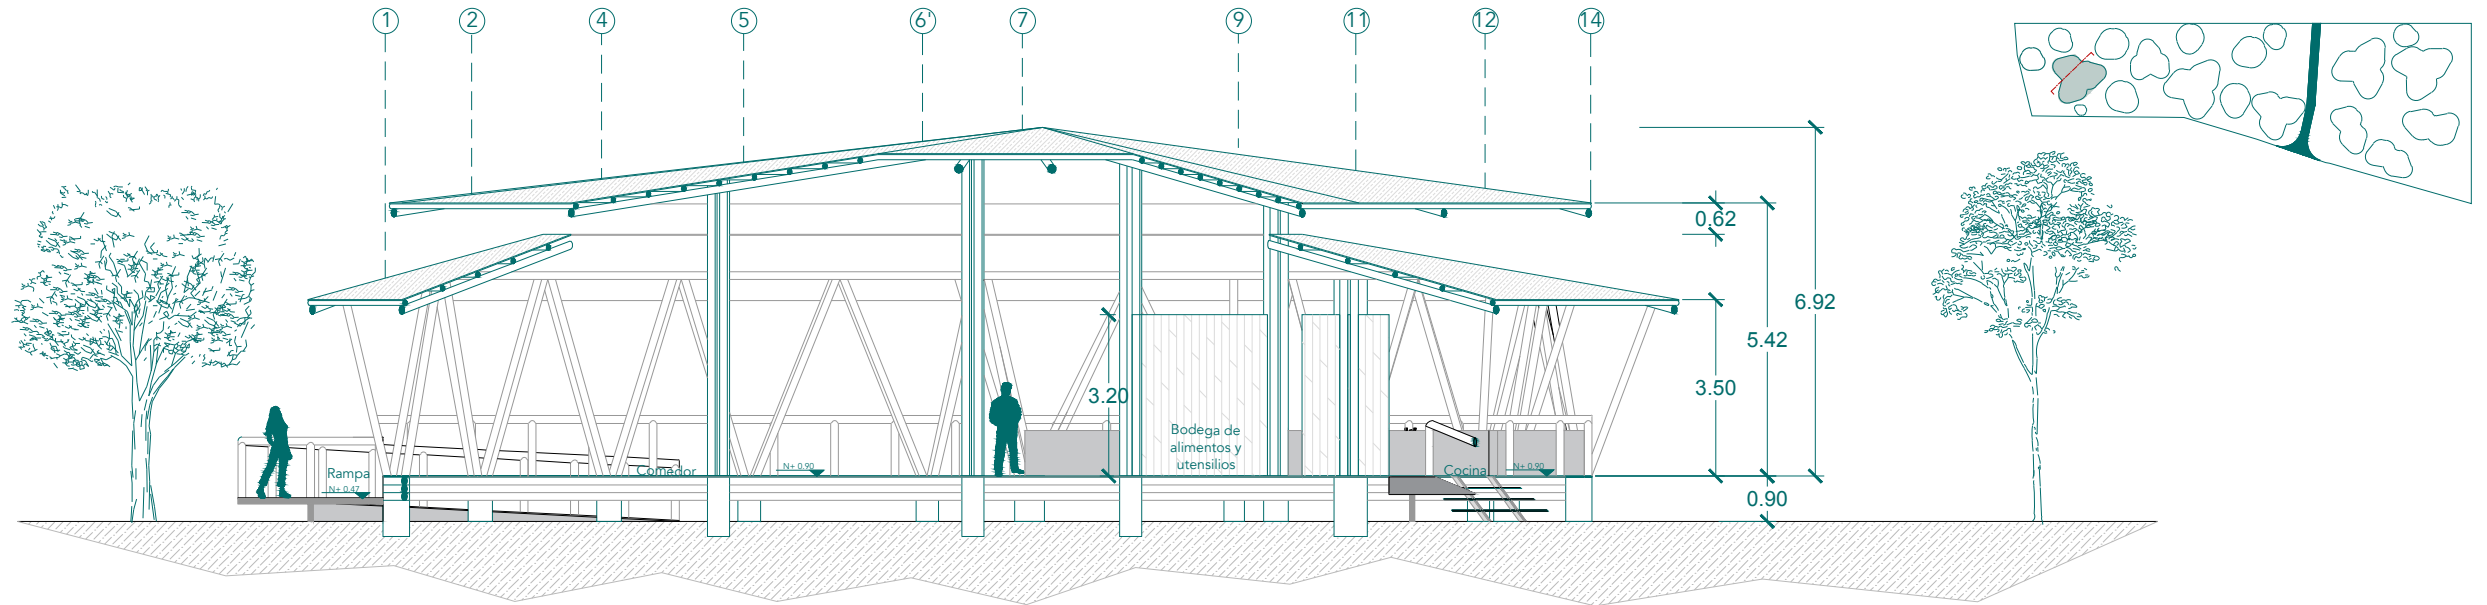 1 2 4 5 6' 7 9 11 12 14
0.62
6.92
5.42
3.50
3.20
Bodega de
alimentos y
utensilios
Rampa
N+ 0.47
Comedor
N+ 0.90
Cocina
N+ 0.90
0.90